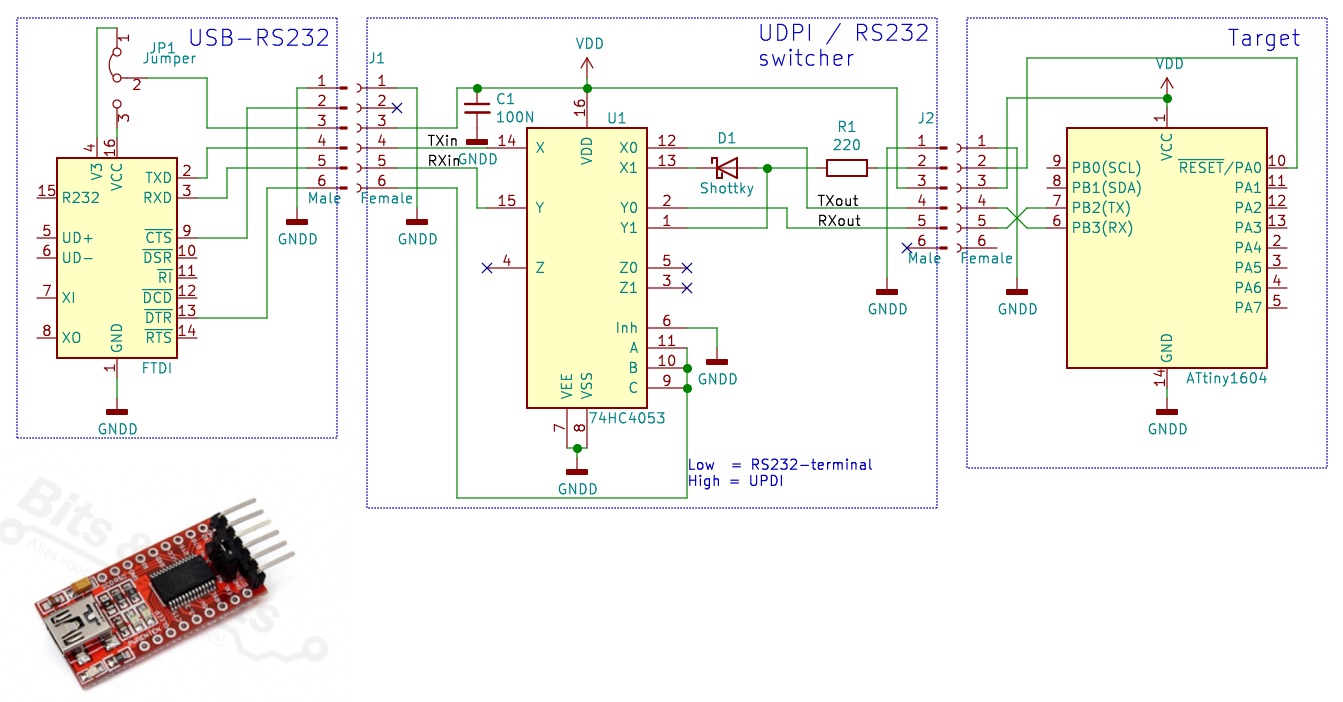 USB-RS232
JP1
Jumper
1
2
3
4
V3
16
VCC
15
R232
5
UD+
6
UD-
7
XI
8
XO
TXD
2
RXD
3
CTS
9
DSR
10
RI
11
DCD
12
DTR
13
RTS
14
GND
1
FTDI
GNDD
1
2
3
4
5
6
Male
GNDD
UDPI / RS232
switcher
J1
1
2
3
4
5
6
Female
GNDD
VDD
C1
100N
GNDD
TXin
RXin
U1
16
VDD
14
X
15
Y
4
Z
X0
12
X1
13
Y0
2
Y1
1
Z0
5
Z1
3
Inh
6
A
11
B
10
C
9
VEE
VSS
7
8
74HC4053
GNDD
GNDD
D1
Shottky
R1
220
TXout
RXout
J2
1
2
3
4
5
6
Male
GNDD
Low = RS232-terminal
High = UPDI
Target
1
2
3
4
5
6
Female
GNDD
VDD
1
VCC
9
PB0(SCL)
8
PB1(SDA)
7
PB2(TX)
6
PB3(RX)
RESET/PA0
10
PA1
11
PA2
12
PA3
13
PA4
2
PA5
3
PA6
4
PA7
5
GND
14
ATtiny1604
GNDD
Bits &
Alles voor
Bits